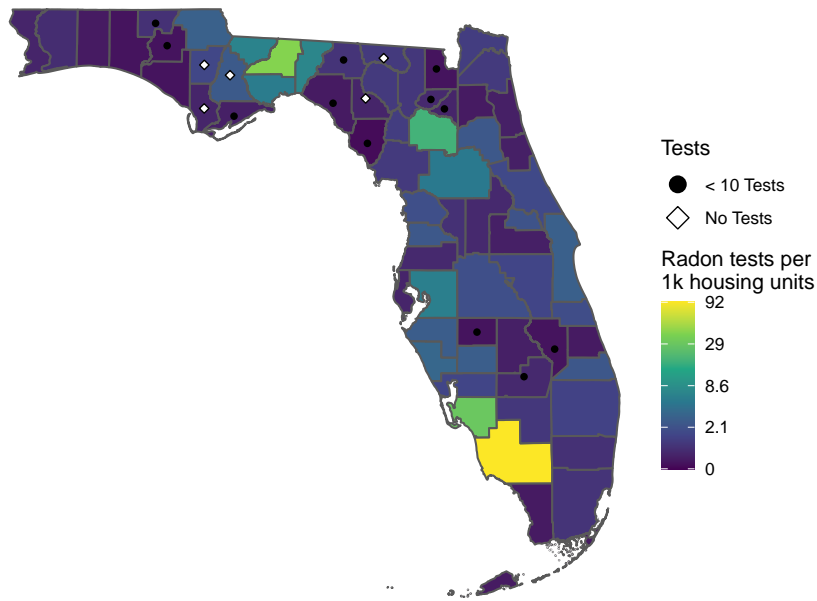 Tests
< 10 Tests
No Tests
Radon tests per
1k housing units
92
29
8.6
2.1
0